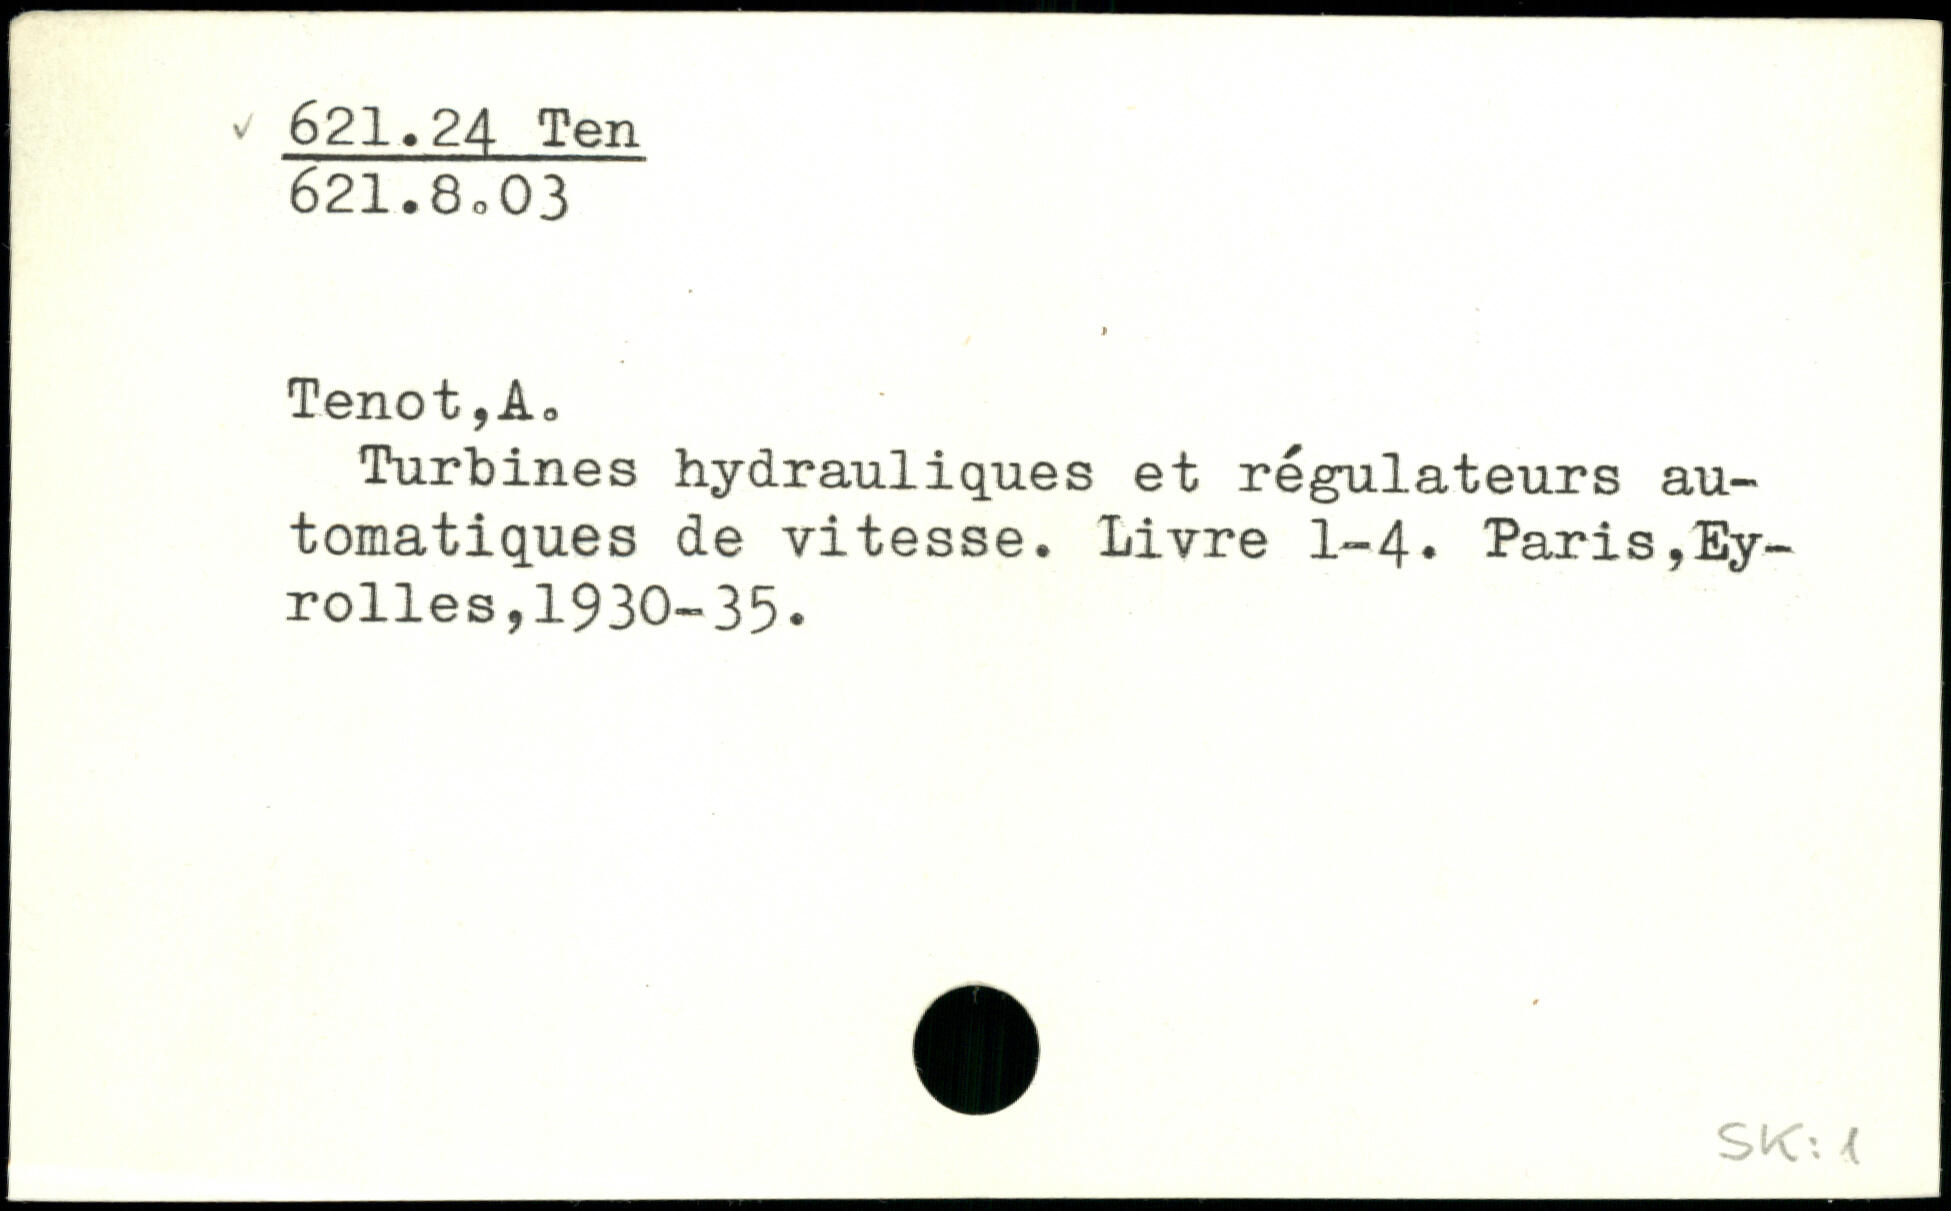 ✓ 621.24 Ten
621.8.03
Tenot,A.
Turbines hydrauliques et régulateurs au-
tomatiques de vitesse. Livre 1-4. Paris,Ey-
rolles,1930-35.
SK: 1